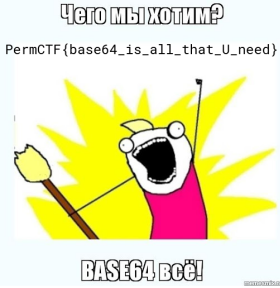 Чего мы хотим?
PermCTF{base64_is_all_that_U_need}
BASE64 всё!